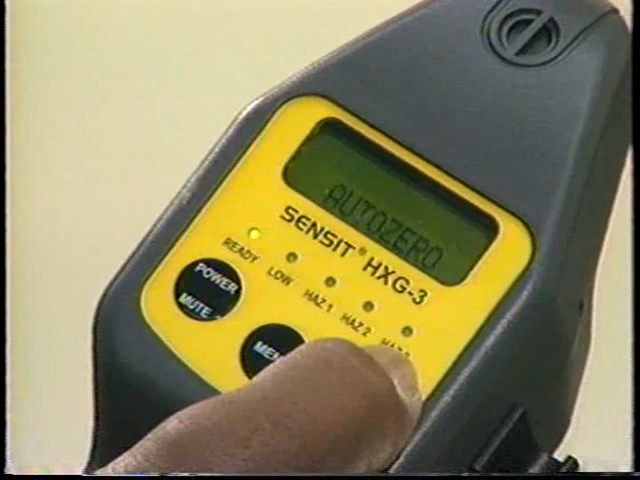 AUTOZERO
SENSIT® HXG-3
READY LOW HAZ.1 HAZ.2
POWER
MUTE